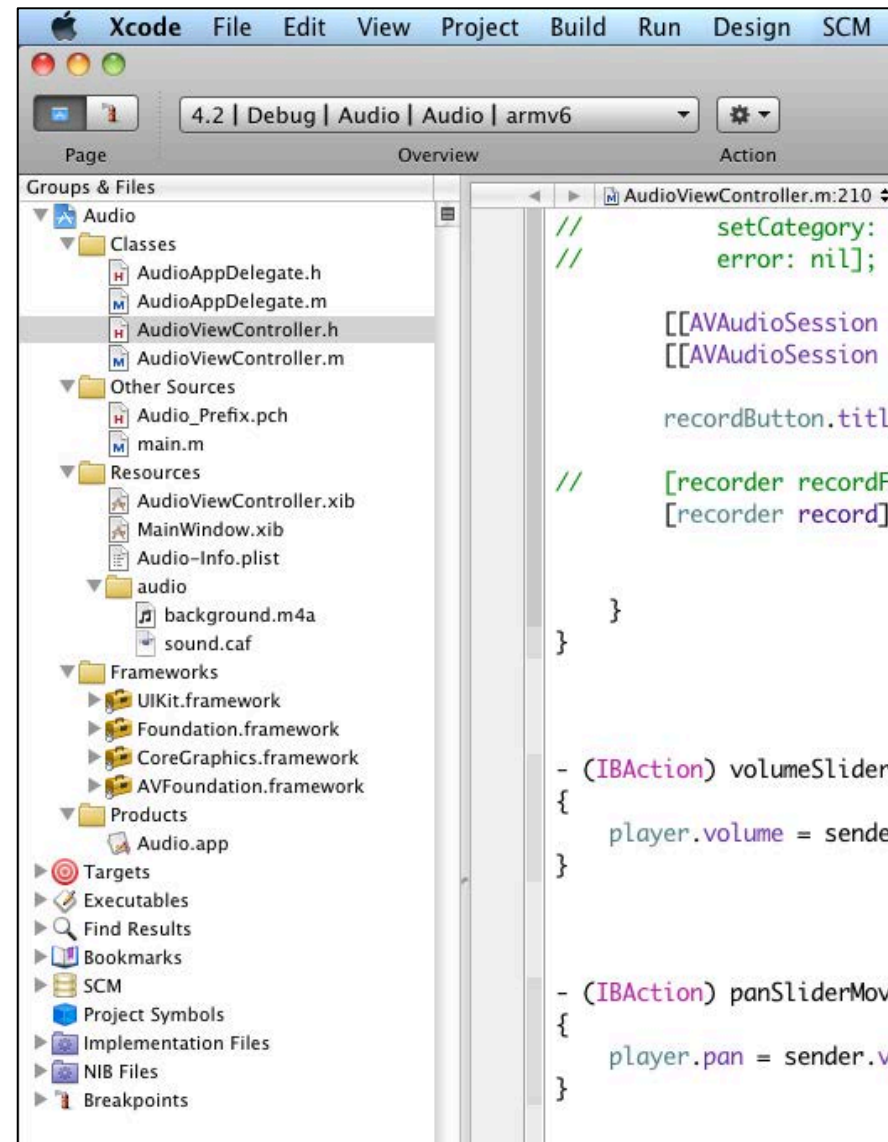 Xcode File Edit View Project Build Run Design SCM
4.2 | Debug | Audio | Audio | armv6
Page Overview Action
Groups & Files
Audio
Classes
AudioAppDelegate.h
AudioAppDelegate.m
AudioViewController.h
AudioViewController.m
Other Sources
Audio_Prefix.pch
main.m
Resources
AudioViewController.xib
MainWindow.xib
Audio-Info.plist
audio
background.m4a
sound.caf
Frameworks
UIKit.framework
Foundation.framework
CoreGraphics.framework
AVFoundation.framework
Products
Audio.app
Targets
Executables
Find Results
Bookmarks
SCM
Project Symbols
Implementation Files
NIB Files
Breakpoints
AudioViewController.m:210
// setCategory:
// error: nil];
[[AVAudioSession
[[AVAudioSession
recordButton.titl
// [recorder recordF
[recorder record]
}
}
- (IBAction) volumeSlider
{
player.volume = sende
}
- (IBAction) panSliderMov
{
player.pan = sender.v
}